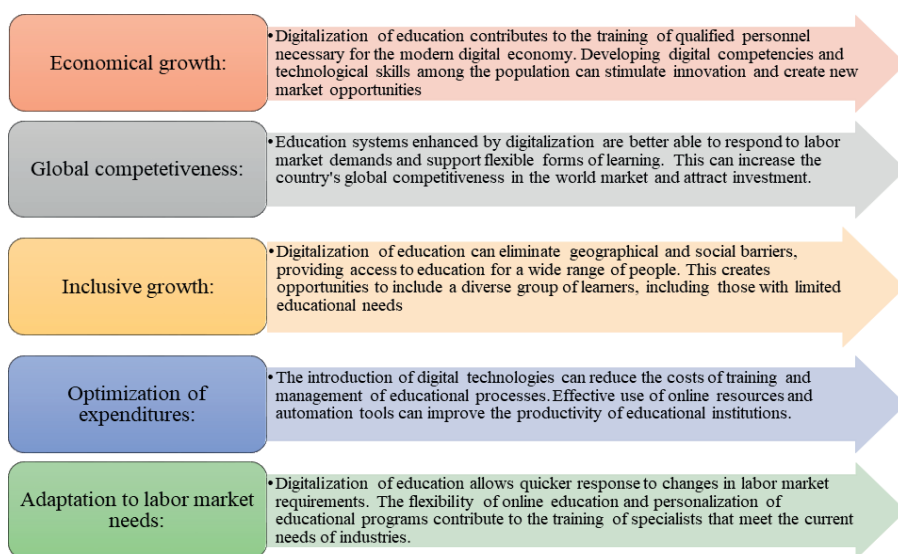 Economical growth:
•Digitalization of education contributes to the training of qualified personnel
necessary for the modern digital economy. Developing digital competencies and
technological skills among the population can stimulate innovation and create new
market opportunities
Global competetiveness:
•Education systems enhanced by digitalization are better able to respond to labor
market demands and support flexible forms of learning. This can increase the
country's global competitiveness in the world market and attract investment.
Inclusive growth:
•Digitalization of education can eliminate geographical and social barriers,
providing access to education for a wide range of people. This creates
opportunities to include a diverse group of learners, including those with limited
educational needs
Optimization of
expenditures:
•The introduction of digital technologies can reduce the costs of training and
management of educational processes.Effective use of online resources and
automation tools can improve the productivity of educational institutions.
Adaptation to labor market
needs:
•Digitalization of education allows quicker response to changes in labor market
requirements. The flexibility of online education and personalization of
educational programs contribute to the training of specialists that meet the current
needs of industries.